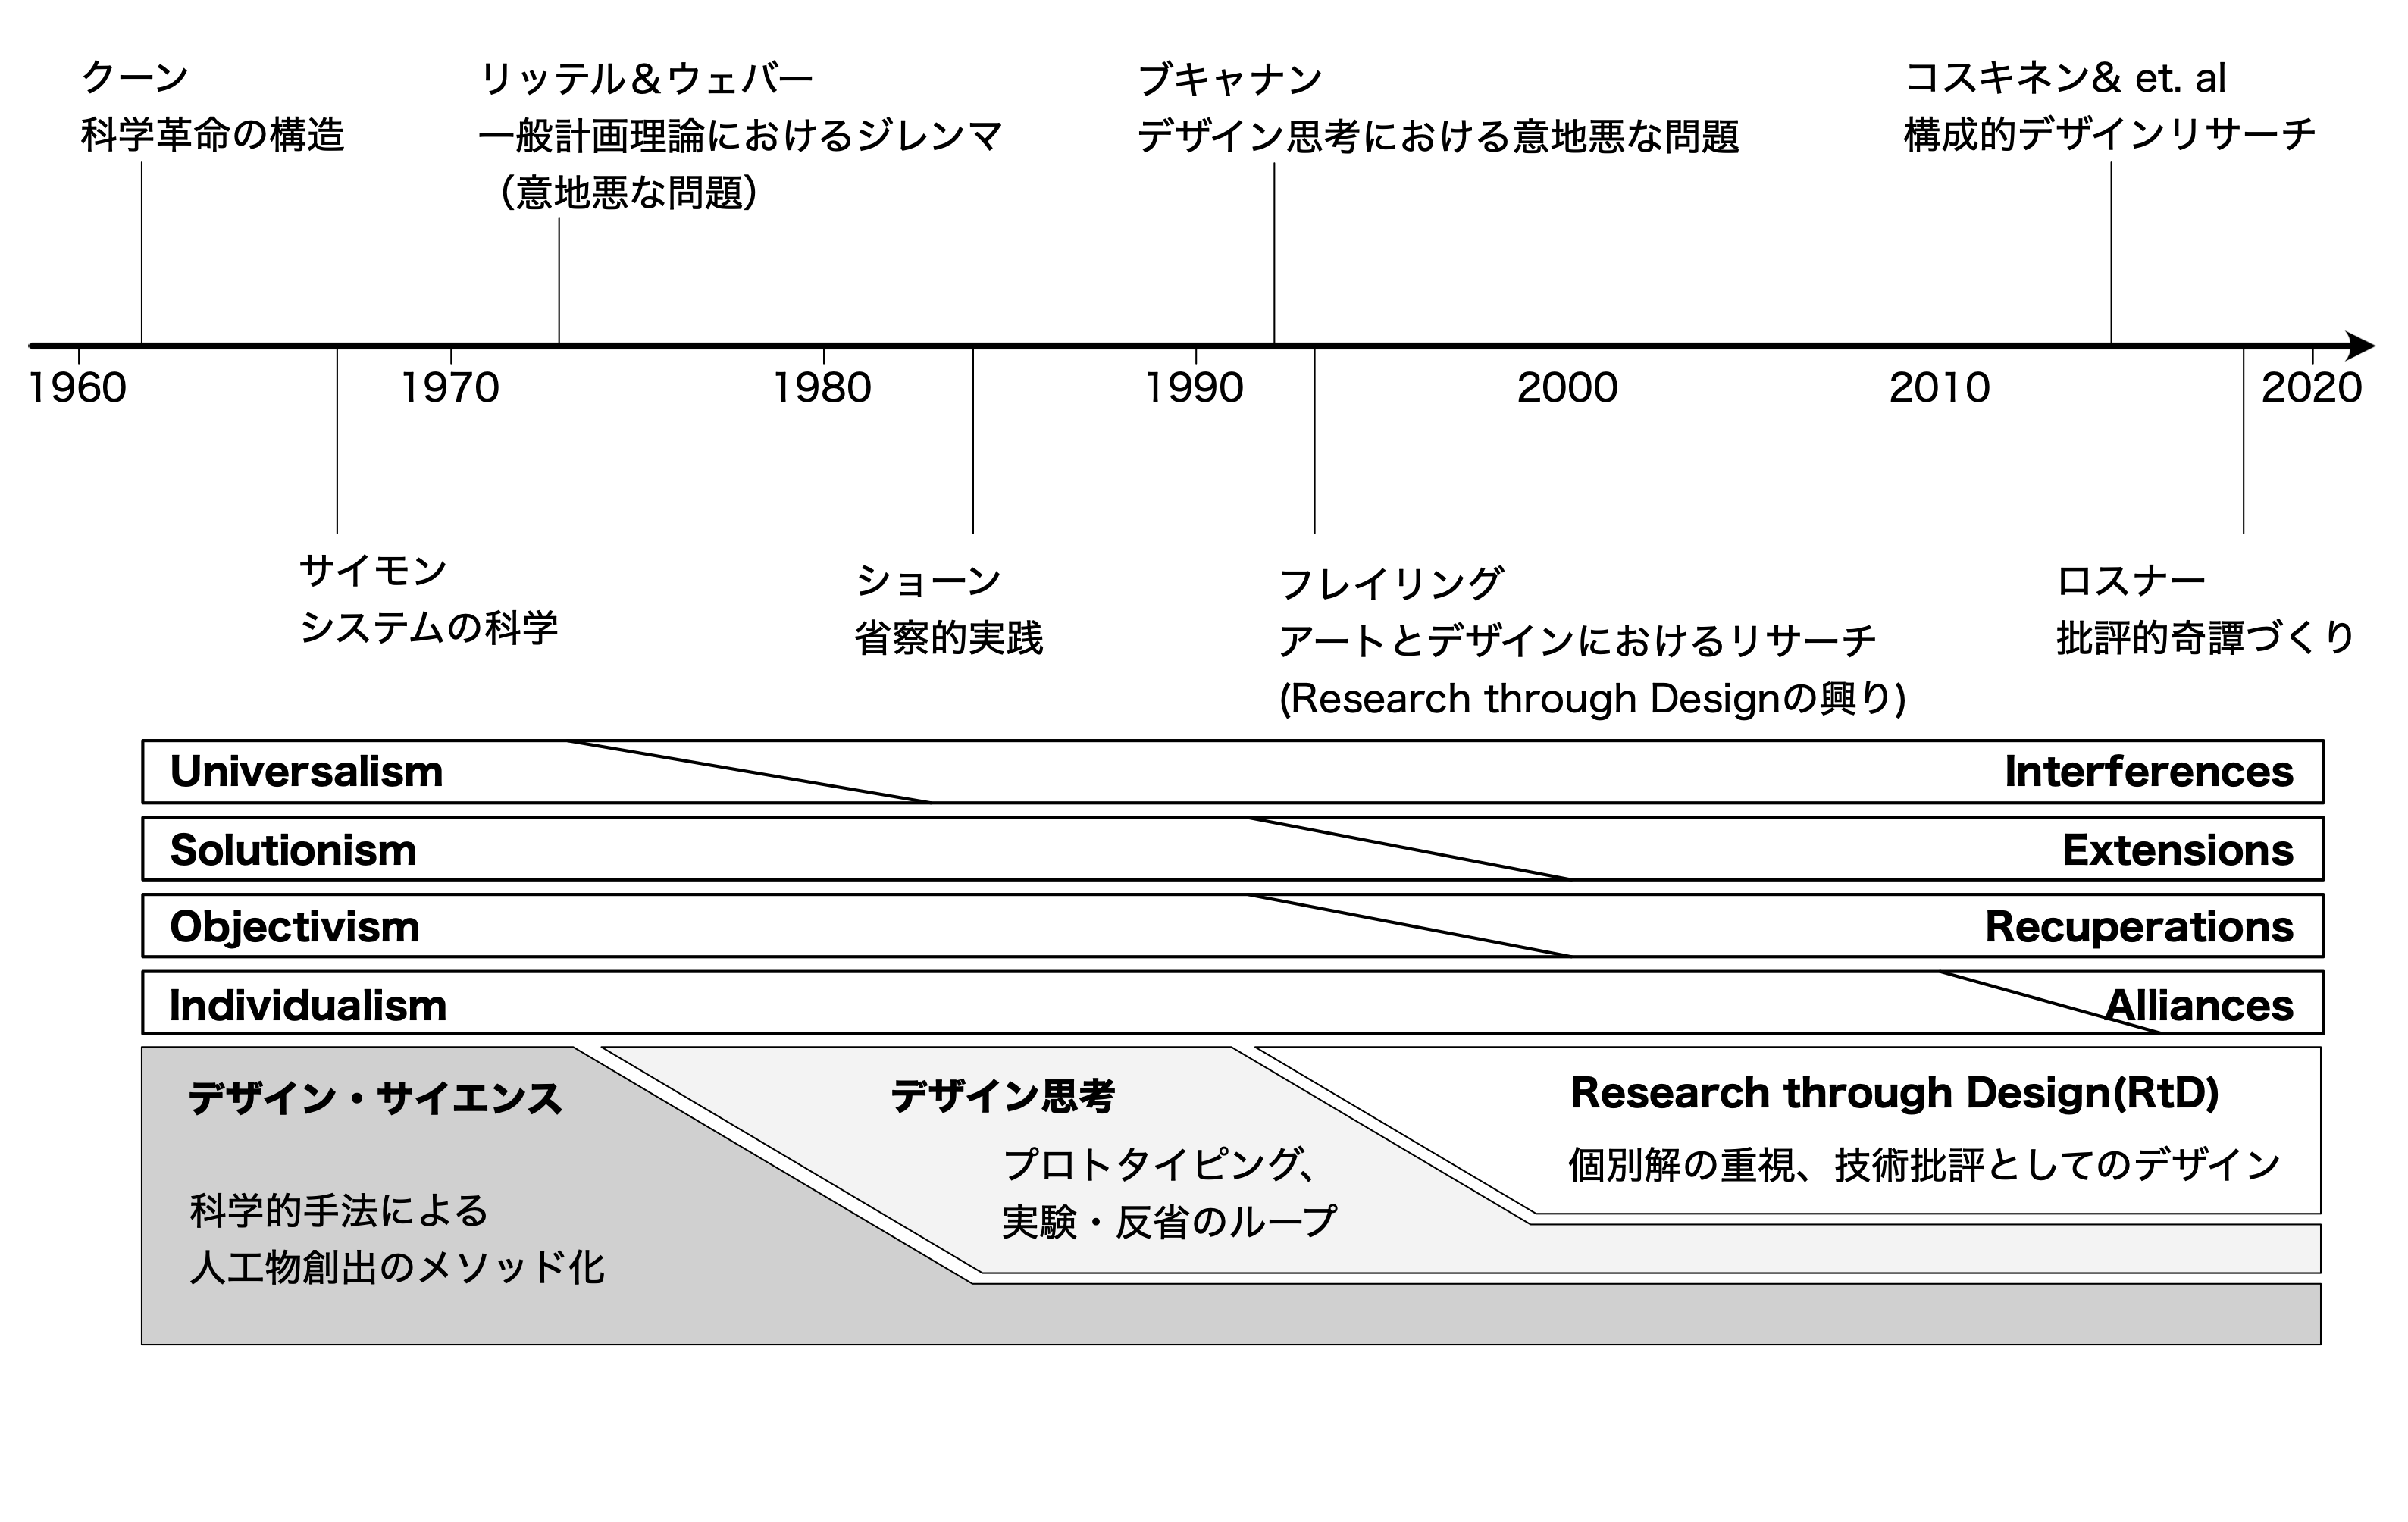 クーン
科学革命の構造
リッテル＆ウェバー
一般計画理論におけるジレンマ
（意地悪な問題）
ブキャナン
デザイン思考における意地悪な問題
コスキネン& et. al
構成的デザインリサーチ
1960 1970 1980 1990 2000 2010 2020
サイモン
システムの科学
ショーン
省察的実践
フレイリング
アートとデザインにおけるリサーチ
(Research through Designの興り)
ロスナー
批評的奇譚づくり
Universalism Interferences
Solutionism Extensions
Objectivism Recuperations
Individualism Alliances
デザイン・サイエンス
科学的手法による
人工物創出のメソッド化
デザイン思考
プロトタイピング、
実験・反省のループ
Research through Design(RtD)
個別解の重視、技術批評としてのデザイン